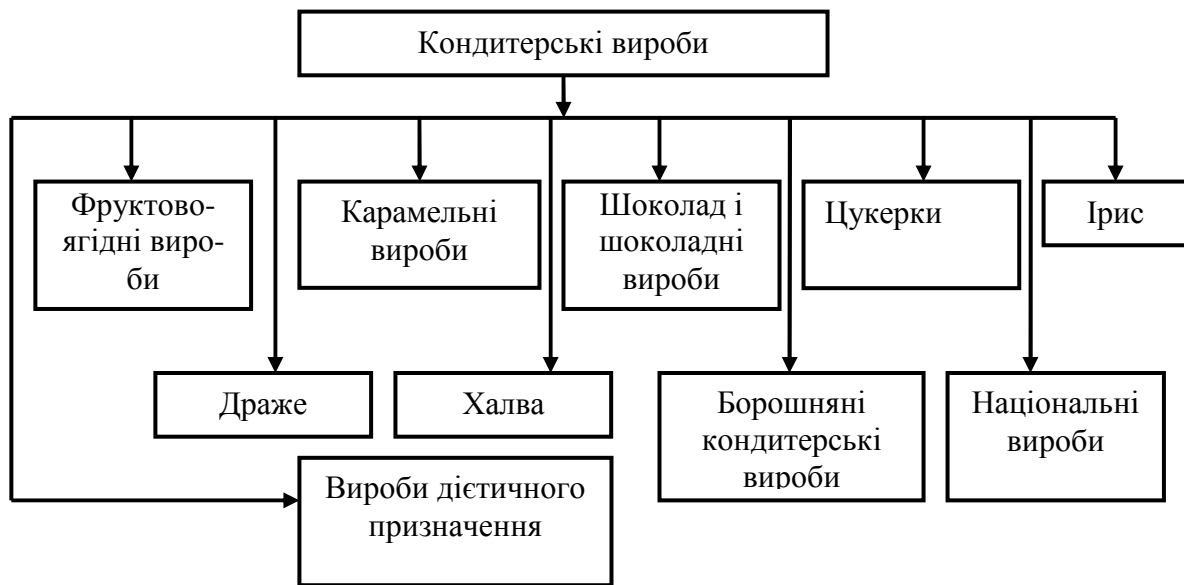 Кондитерські вироби
Фруктово-
ягідні виро-
би
Карамельні
вироби
Шоколад і
шоколадні
вироби
Цукерки
Ірис
Драже
Халва
Борошняні
кондитерські
вироби
Національні
вироби
Вироби дієтичного
призначення